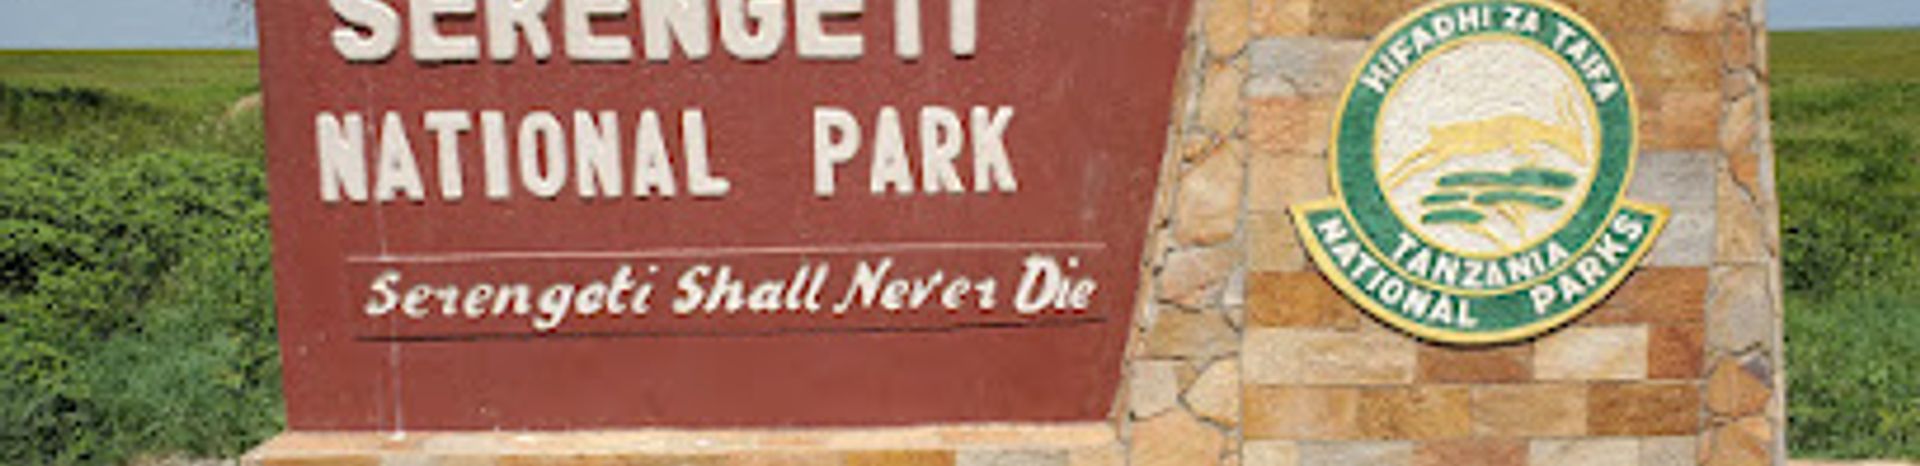 SERENGETI
NATIONAL PARK
Serengeti Shall Never Die
HIFADHI ZA TAIFA
TANZANIA
NATIONAL PARKS